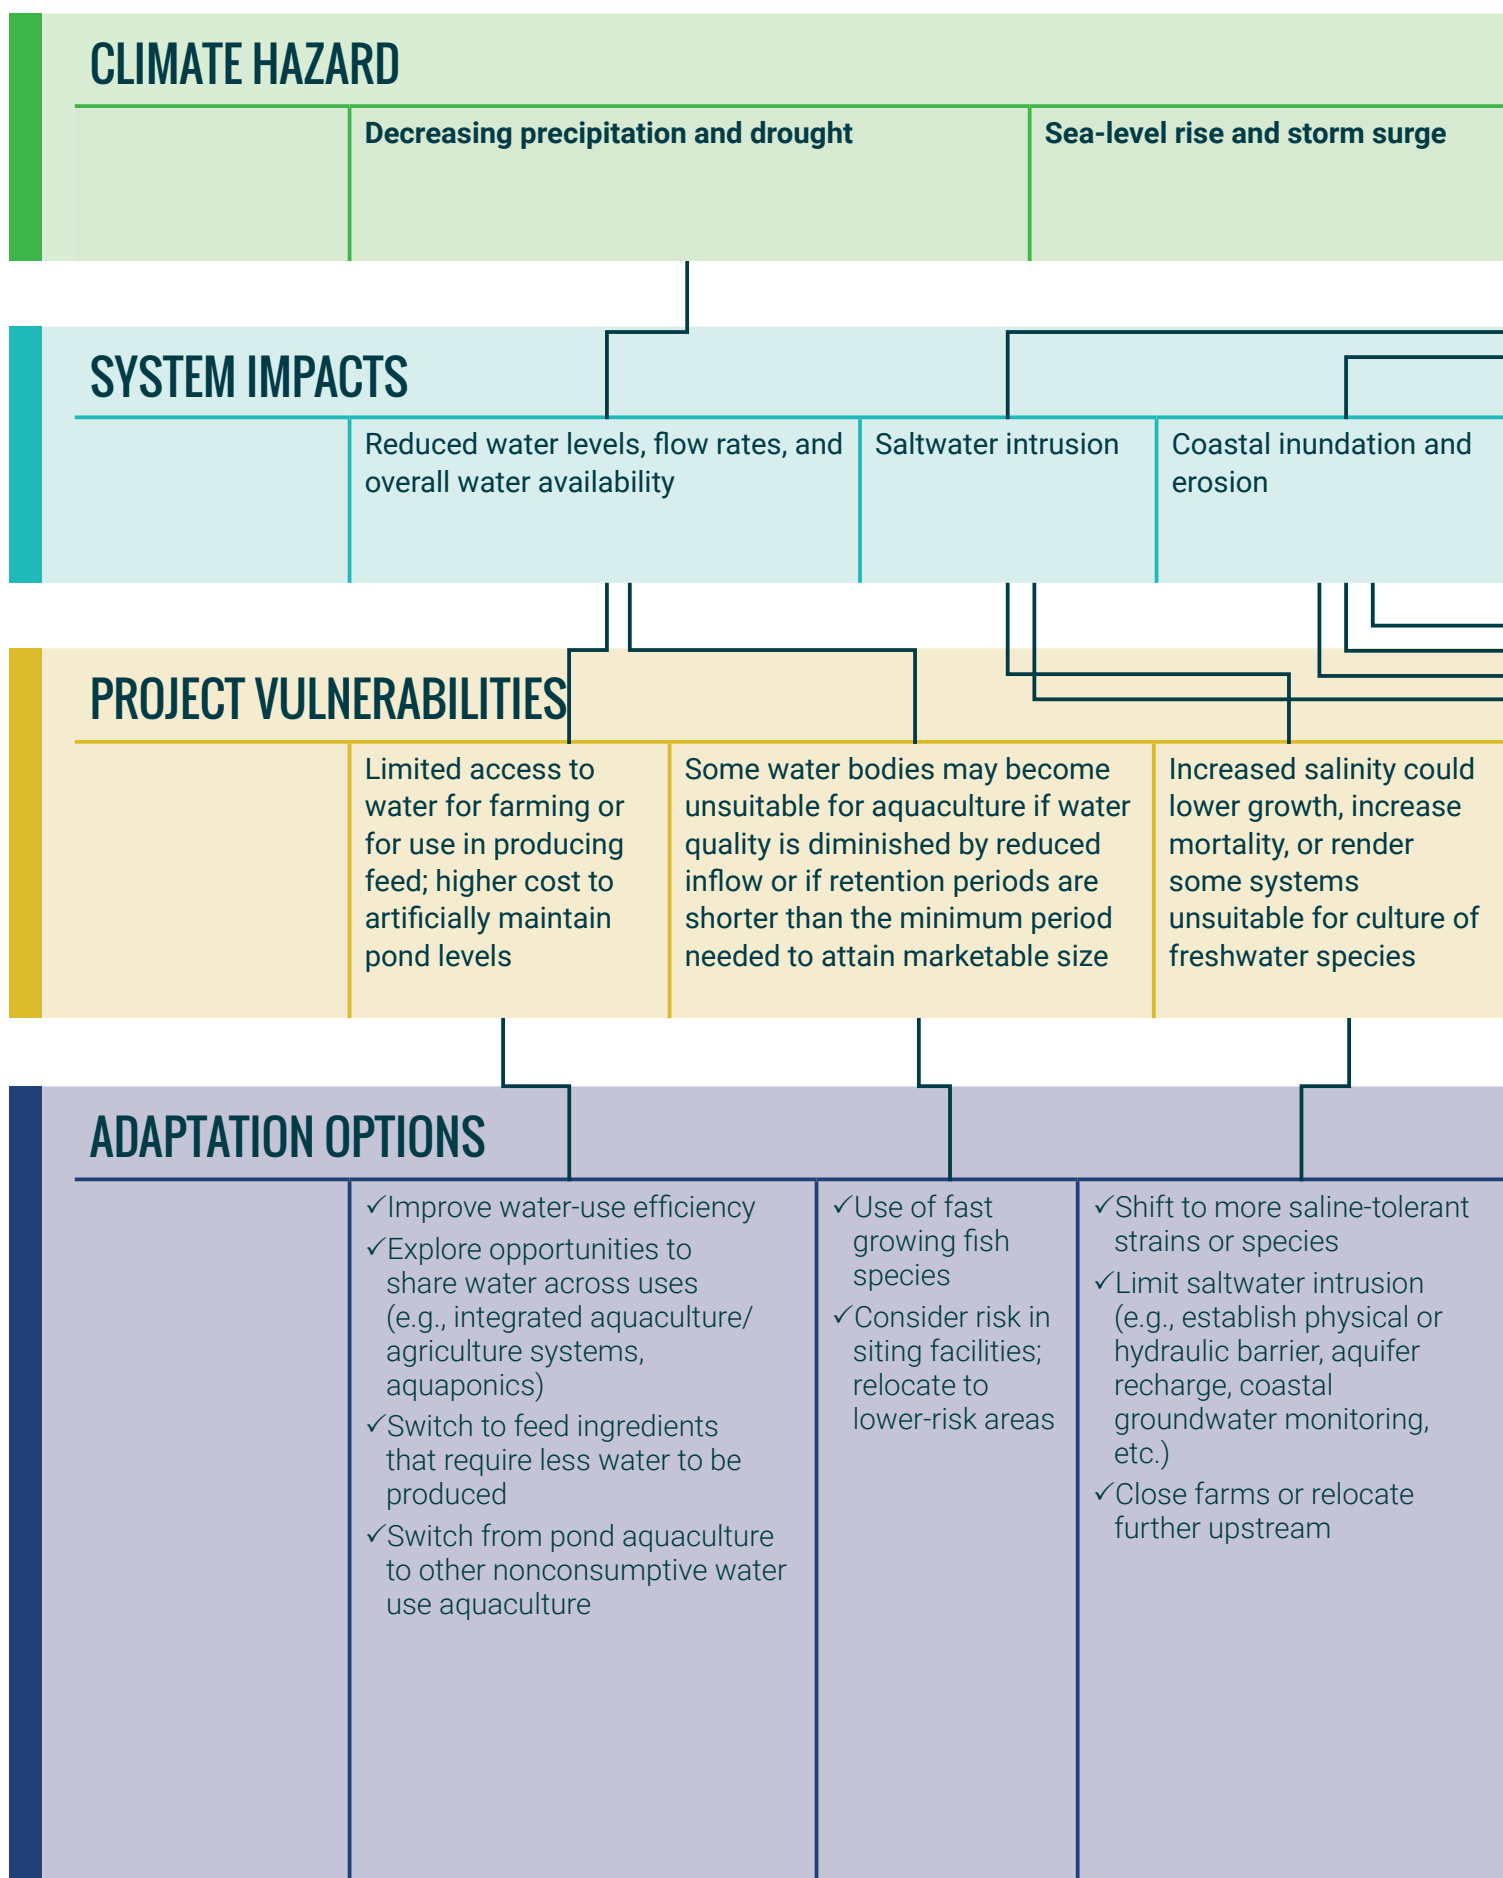 CLIMATE HAZARD
Decreasing precipitation and drought
Sea-level rise and storm surge
SYSTEM IMPACTS
Reduced water levels, flow rates, and
overall water availability
Saltwater intrusion
Coastal inundation and
erosion
PROJECT VULNERABILITIES
Limited access to
water for farming or
for use in producing
feed; higher cost to
artificially maintain
pond levels
Some water bodies may become
unsuitable for aquaculture if water
quality is diminished by reduced
inflow or if retention periods are
shorter than the minimum period
needed to attain marketable size
Increased salinity could
lower growth, increase
mortality, or render
some systems
unsuitable for culture of
freshwater species
ADAPTATION OPTIONS
✓Improve water-use efficiency
✓Explore opportunities to
share water across uses
(e.g., integrated aquaculture/
agriculture systems,
aquaponics)
✓Switch to feed ingredients
that require less water to be
produced
✓Switch from pond aquaculture
to other nonconsumptive water
use aquaculture
✓Use of fast
growing fish
species
✓Consider risk in
siting facilities;
relocate to
lower-risk areas
✓Shift to more saline-tolerant
strains or species
✓Limit saltwater intrusion
(e.g., establish physical or
hydraulic barrier, aquifer
recharge, coastal
groundwater monitoring,
etc.)
✓Close farms or relocate
further upstream